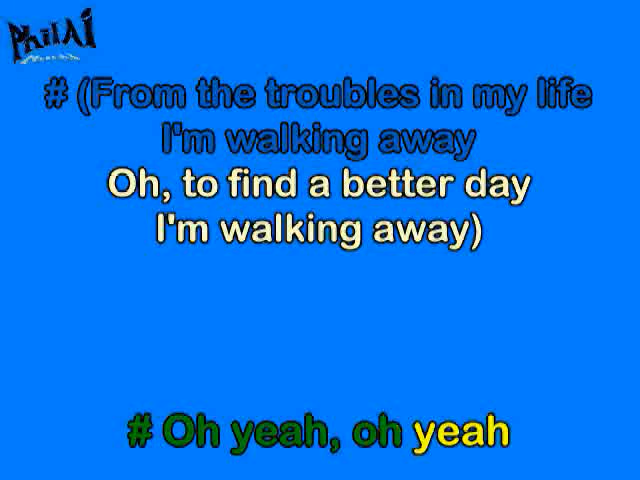 PhilAJ
# (From the troubles in my life
I'm walking away
Oh, to find a better day
I'm walking away)
# Oh yeah, oh yeah